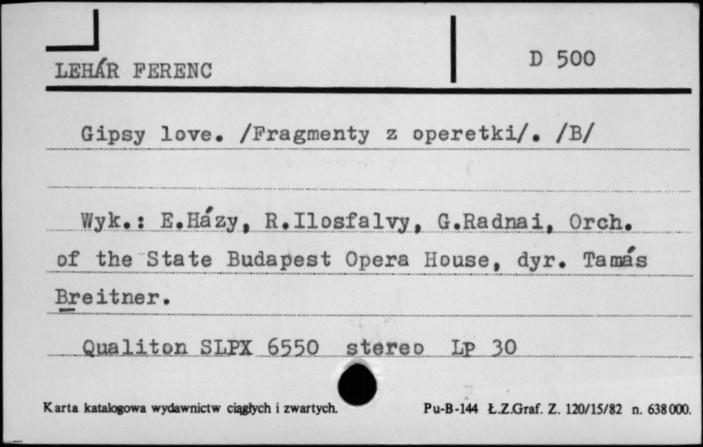 LEHÁR FERENC
D 500
Gipsy love. /Fragmenty z operetki/. /B/
Wyk.: E.Házy, R.Ilosfalvy, G.Radnai, Orch.
of the State Budapest Opera House, dyr. Tamás
Breitner.
Qualiton SLPX 6550 stereo Lp 30
Karta katalogowa wydawnictw ciągłych i zwartych.
Pu-B-144 Ł.Z.Graf. Z. 120/15/82 n. 638000.